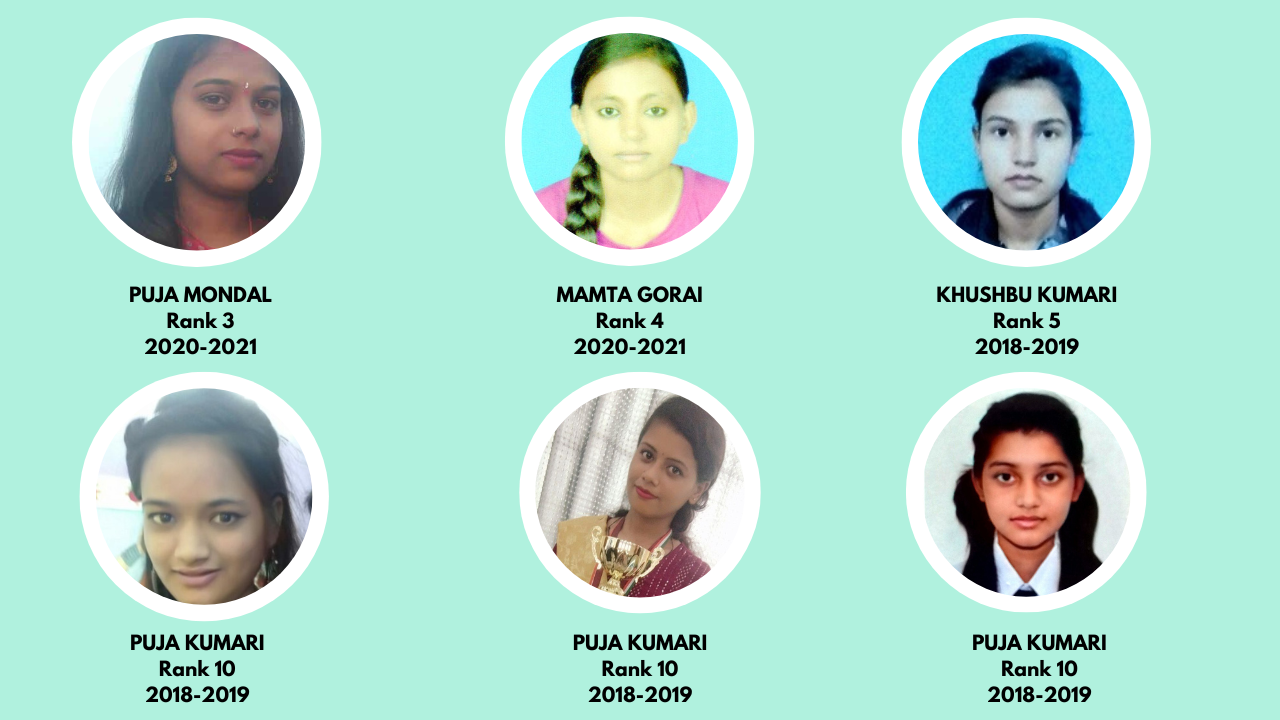 PUJA MONDAL
Rank 3
2020-2021
MAMTA GORAI
Rank 4
2020-2021
KHUSHBU KUMARI
Rank 5
2018-2019
PUJA KUMARI
Rank 10
2018-2019
PUJA KUMARI
Rank 10
2018-2019
PUJA KUMARI
Rank 10
2018-2019